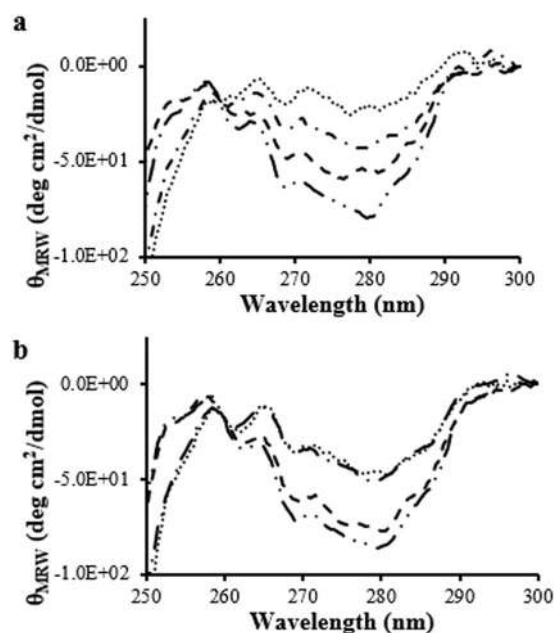 a
0.0E+00
-5.0E+01
-1.0E+02
250 260 270 280 290 300
Wavelength (nm)
θMRW (deg cm²/dmol)
b
0.0E+00
-5.0E+01
-1.0E+02
250 260 270 280 290 300
Wavelength (nm)
θMRW (deg cm²/dmol)